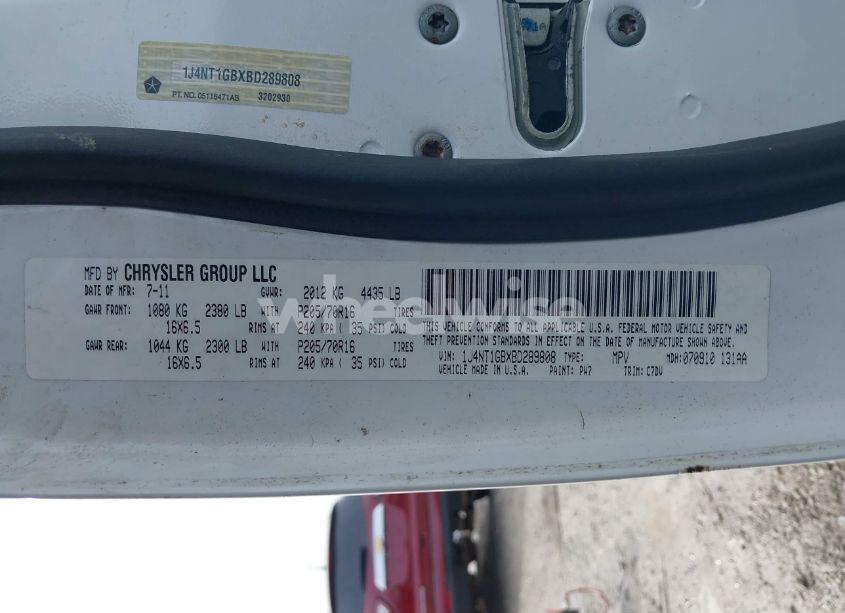 A
1J4NT1GBXBD289808
PT. NO. 05116471AB 3202930
MFD BY CHRYSLER GROUP LLC
DATE OF MFR: 7-11 GVWR: 2012 KG 4435 LB
GAWR FRONT: 1080 KG 2380 LB WITH P205/70R16 TIRES
16X6.5 RIMS AT 240 KPA ( 35 PSI) COLD
GAWR REAR: 1044 KG 2300 LB WITH P205/70R16 TIRES
16X6.5 RIMS AT 240 KPA ( 35 PSI) COLD
THIS VEHICLE CONFORMS TO ALL APPLICABLE U.S.A. FEDERAL MOTOR VEHICLE SAFETY AND
THEFT PREVENTION STANDARDS IN EFFECT ON THE DATE OF MANUFACTURE SHOWN ABOVE.
VIN: 1J4NT1GBXBD289808 TYPE: MPV MDH: 070910 131AA
VEHICLE MADE IN U.S.A. PAINT: PW7 TRIM: C7DV
wheelwise